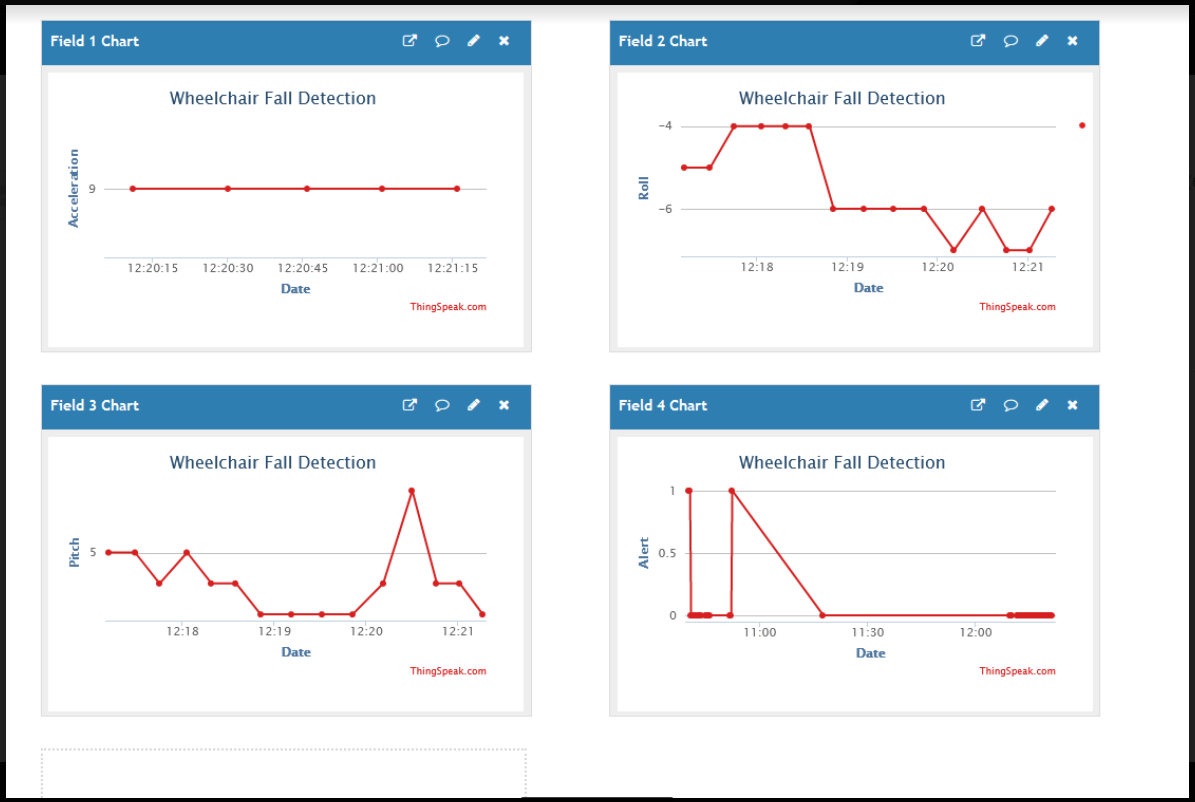 Field 1 Chart
Wheelchair Fall Detection
Acceleration
9
12:20:15 12:20:30 12:20:45 12:21:00 12:21:15
Date
ThingSpeak.com
Field 2 Chart
Wheelchair Fall Detection
Roll
-4
-6
12:18 12:19 12:20 12:21
Date
ThingSpeak.com
Field 3 Chart
Wheelchair Fall Detection
Pitch
5
12:18 12:19 12:20 12:21
Date
ThingSpeak.com
Field 4 Chart
Wheelchair Fall Detection
Alert
1
0.5
0
11:00 11:30 12:00
Date
ThingSpeak.com